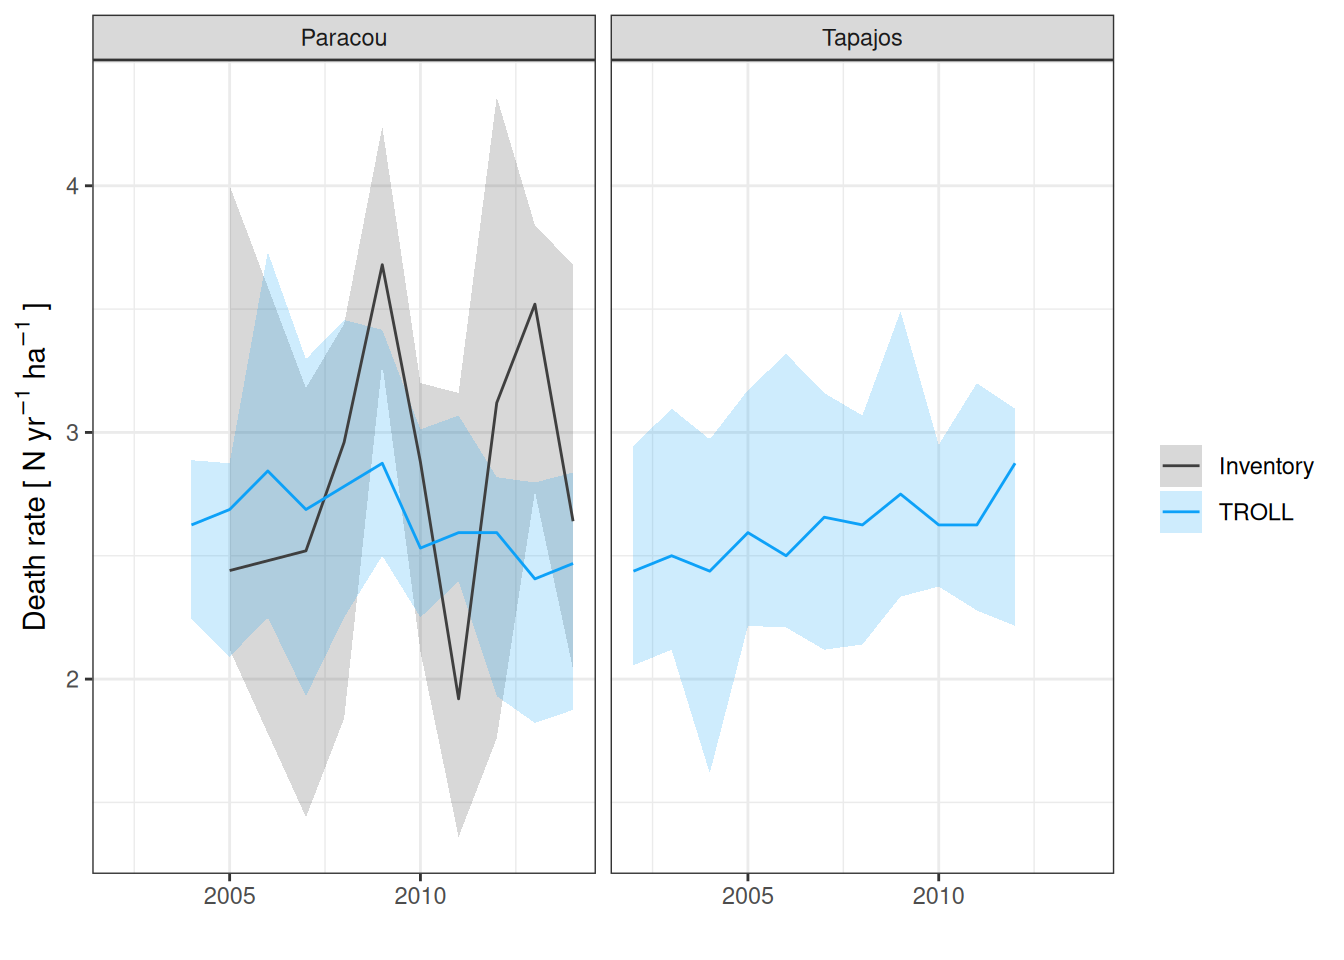 Paracou
Tapajos
4
3
2
Death rate [ N yr⁻¹ ha⁻¹ ]
2005
2010
2005
2010
Inventory
TROLL